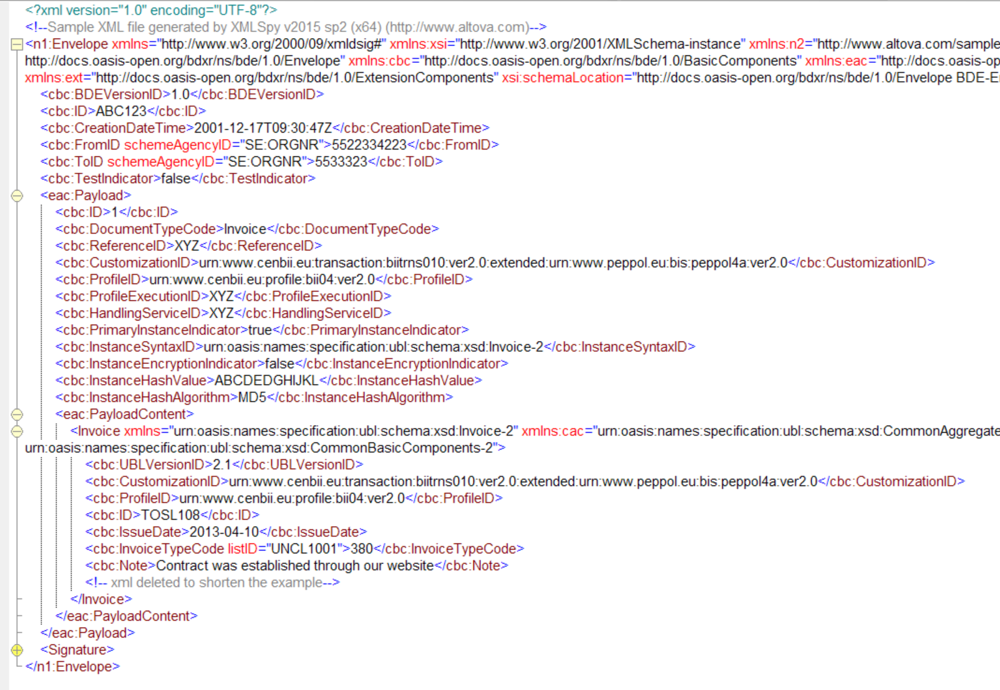 <?xml version="1.0" encoding="UTF-8"?>
<!--Sample XML file generated by XMLSpy v2015 sp2 (x64) (http://www.altova.com)-->
<n1:Envelope xmlns="http://www.w3.org/2000/09/xmldsig#" xmlns:xsi="http://www.w3.org/2001/XMLSchema-instance" xmlns:n2="http://www.altova.com/sample
http://docs.oasis-open.org/bdxr/ns/bde/1.0/Envelope" xmlns:cbc="http://docs.oasis-open.org/bdxr/ns/bde/1.0/BasicComponents" xmlns:eac="http://docs.oasis-op
xmlns:ext="http://docs.oasis-open.org/bdxr/ns/bde/1.0/ExtensionComponents" xsi:schemaLocation="http://docs.oasis-open.org/bdxr/ns/bde/1.0/Envelope BDE-E
<cbc:BDEVersionID>1.0</cbc:BDEVersionID>
<cbc:ID>ABC123</cbc:ID>
<cbc:CreationDateTime>2001-12-17T09:30:47Z</cbc:CreationDateTime>
<cbc:FromID schemeAgencyID="SE:ORGNR">5522334223</cbc:FromID>
<cbc:ToID schemeAgencyID="SE:ORGNR">5533323</cbc:ToID>
<cbc:TestIndicator>false</cbc:TestIndicator>
<eac:Payload>
<cbc:ID>1</cbc:ID>
<cbc:DocumentTypeCode>Invoice</cbc:DocumentTypeCode>
<cbc:ReferenceID>XYZ</cbc:ReferenceID>
<cbc:CustomizationID>urn:www.cenbii.eu:transaction:biitrns010:ver2.0:extended:urn:www.peppol.eu:bis:peppol4a:ver2.0</cbc:CustomizationID>
<cbc:ProfileID>urn:www.cenbii.eu:profile:bii04:ver2.0</cbc:ProfileID>
<cbc:ProfileExecutionID>XYZ</cbc:ProfileExecutionID>
<cbc:HandlingServiceID>XYZ</cbc:HandlingServiceID>
<cbc:PrimaryInstanceIndicator>true</cbc:PrimaryInstanceIndicator>
<cbc:InstanceSyntaxID>urn:oasis:names:specification:ubl:schema:xsd:Invoice-2</cbc:InstanceSyntaxID>
<cbc:InstanceEncryptionIndicator>false</cbc:InstanceEncryptionIndicator>
<cbc:InstanceHashValue>ABCDEDGHIJKL</cbc:InstanceHashValue>
<cbc:InstanceHashAlgorithm>MD5</cbc:InstanceHashAlgorithm>
<eac:PayloadContent>
<Invoice xmlns="urn:oasis:names:specification:ubl:schema:xsd:Invoice-2" xmlns:cac="urn:oasis:names:specification:ubl:schema:xsd:CommonAggregate
urn:oasis:names:specification:ubl:schema:xsd:CommonBasicComponents-2">
<cbc:UBLVersionID>2.1</cbc:UBLVersionID>
<cbc:CustomizationID>urn:www.cenbii.eu:transaction:biitrns010:ver2.0:extended:urn:www.peppol.eu:bis:peppol4a:ver2.0</cbc:CustomizationID>
<cbc:ProfileID>urn:www.cenbii.eu:profile:bii04:ver2.0</cbc:ProfileID>
<cbc:ID>TOSL108</cbc:ID>
<cbc:IssueDate>2013-04-10</cbc:IssueDate>
<cbc:InvoiceTypeCode listID="UNCL1001">380</cbc:InvoiceTypeCode>
<cbc:Note>Contract was established through our website</cbc:Note>
<!-- xml deleted to shorten the example-->
</Invoice>
</eac:PayloadContent>
</eac:Payload>
<Signature>
</n1:Envelope>